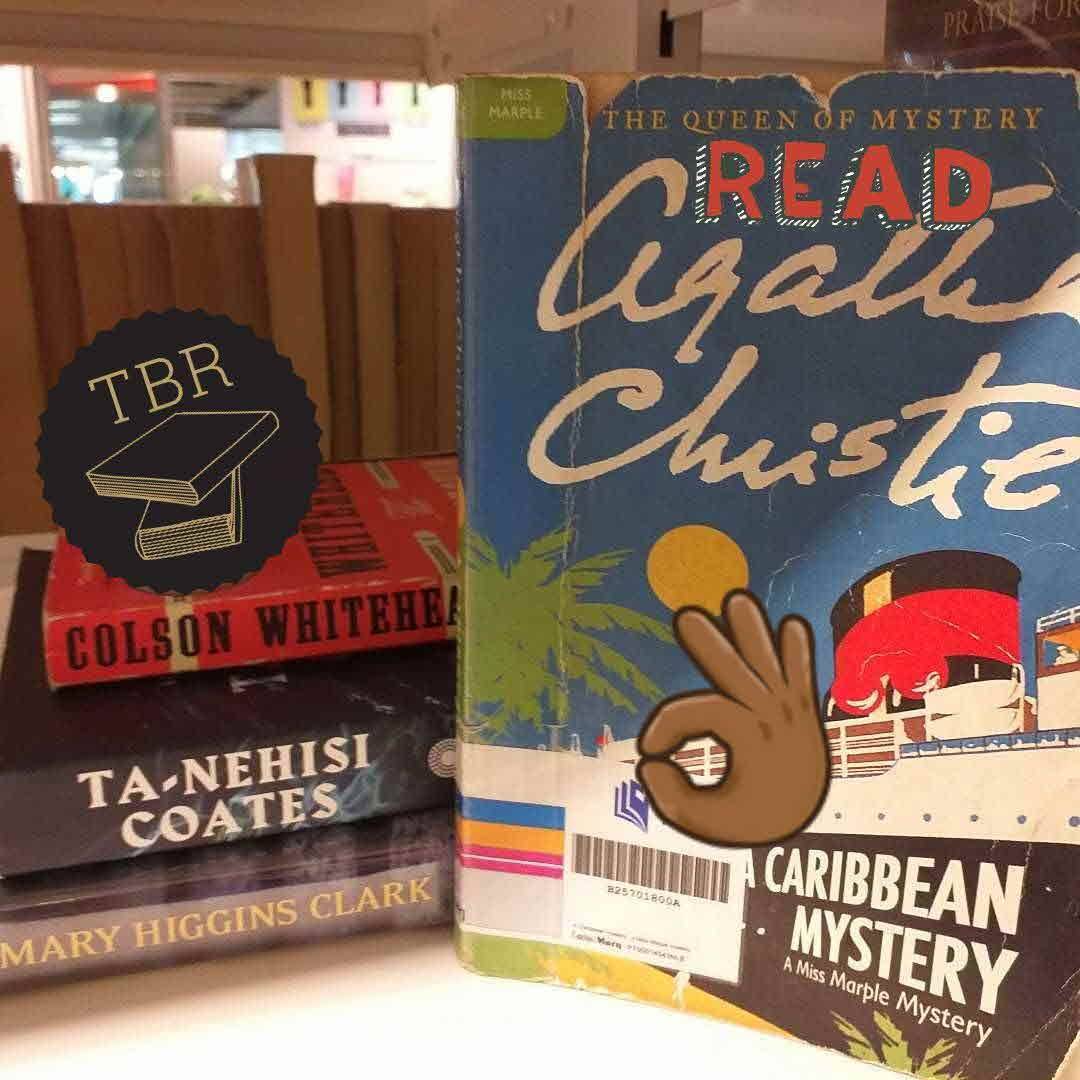 PRAISE FOR
MISS
MARPLE
THE QUEEN OF MYSTERY
READ
Agatha
Christie
TBR
COLSON WHITEHEA
TA-NEHISI
COATES
MARY HIGGINS CLARK
B25701800A
A CARIBBEAN
MYSTERY
A Miss Marple Mystery